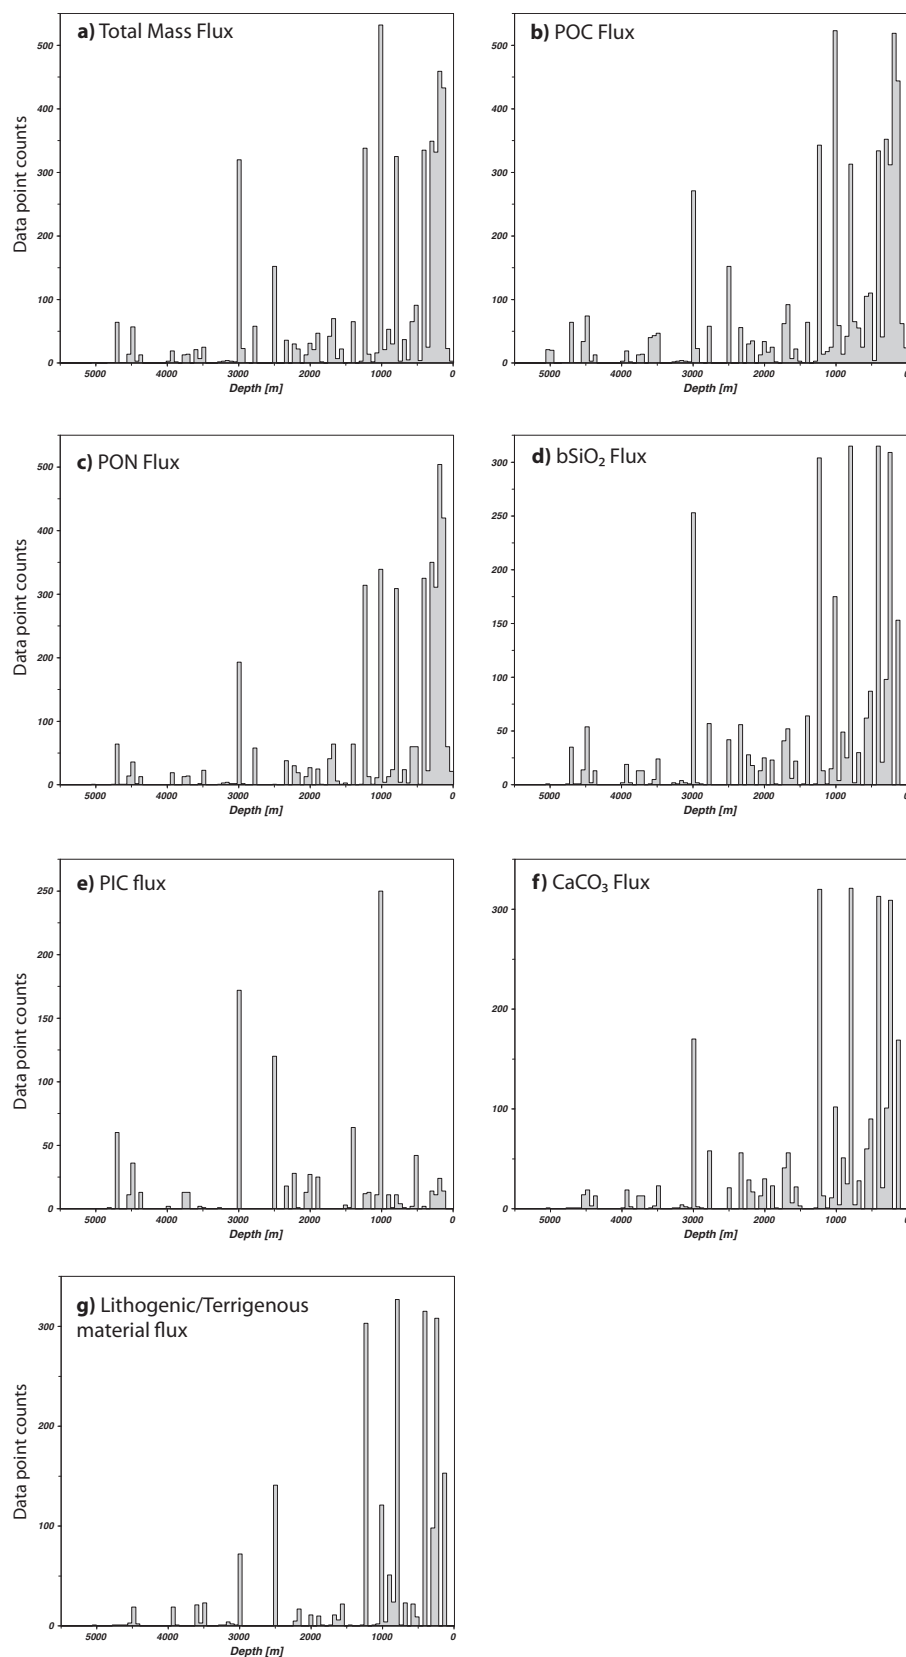 a) Total Mass Flux
500
400
300
200
100
0
5000 4000 3000 2000 1000 0
Depth [m]
Data point counts
b) POC Flux
500
400
300
200
100
0
5000 4000 3000 2000 1000 0
Depth [m]
c) PON Flux
500
400
300
200
100
0
5000 4000 3000 2000 1000 0
Depth [m]
Data point counts
d) bSiO₂ Flux
300
250
200
150
100
50
0
5000 4000 3000 2000 1000 0
Depth [m]
e) PIC flux
250
200
150
100
50
0
5000 4000 3000 2000 1000 0
Depth [m]
Data point counts
f) CaCO₃ Flux
300
200
100
0
5000 4000 3000 2000 1000 0
Depth [m]
g) Lithogenic/Terrigenous
material flux
300
200
100
0
5000 4000 3000 2000 1000 0
Depth [m]
Data point counts